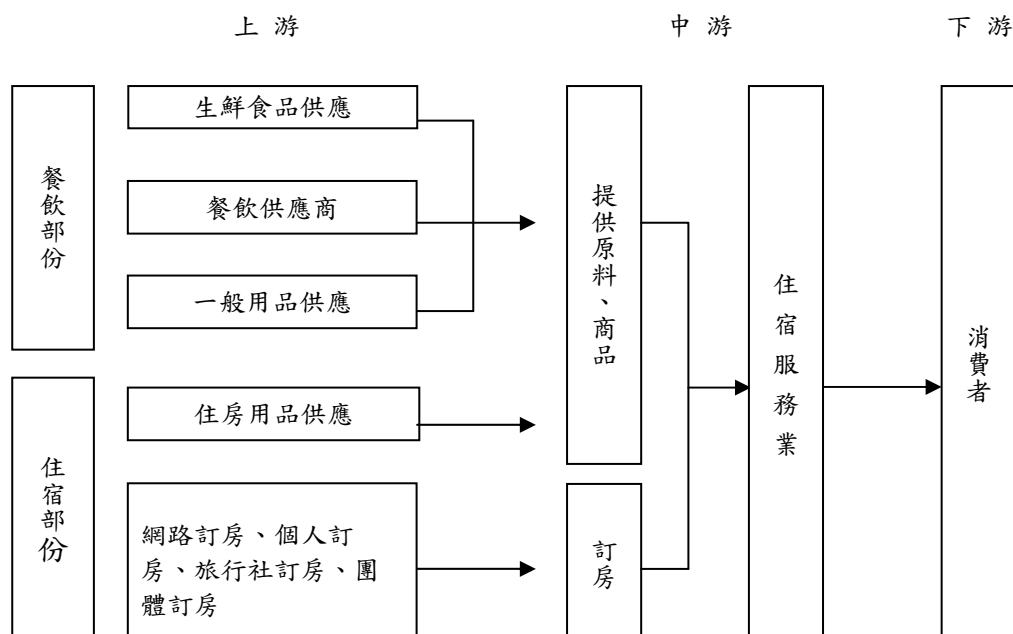 上游 中游 下游
餐飲部份
生鮮食品供應
餐飲供應商
一般用品供應
住宿部份
住房用品供應
網路訂房、個人訂
房、旅行社訂房、團
體訂房
提供原料、商品
訂房
住宿服務業
消費者